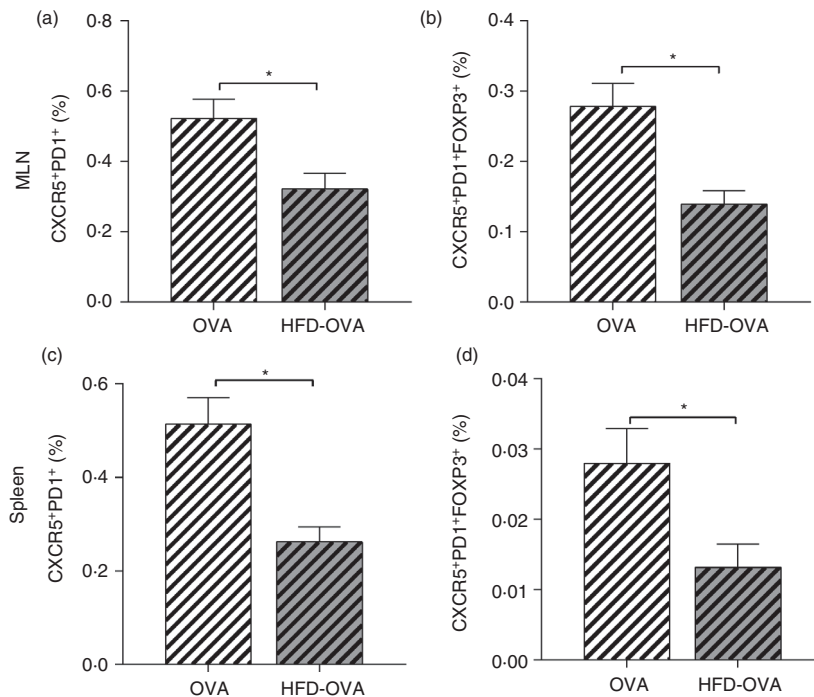 (a)
MLN
CXCR5⁺PD1⁺ (%)
0·8
0·6
0·4
0·2
0·0
*
OVA
HFD-OVA
(b)
CXCR5⁺PD1⁺FOXP3⁺ (%)
0·4
0·3
0·2
0·1
0·0
*
OVA
HFD-OVA
(c)
Spleen
CXCR5⁺PD1⁺ (%)
0·6
0·4
0·2
0·0
*
OVA
HFD-OVA
(d)
CXCR5⁺PD1⁺FOXP3⁺ (%)
0·04
0·03
0·02
0·01
0·00
*
OVA
HFD-OVA